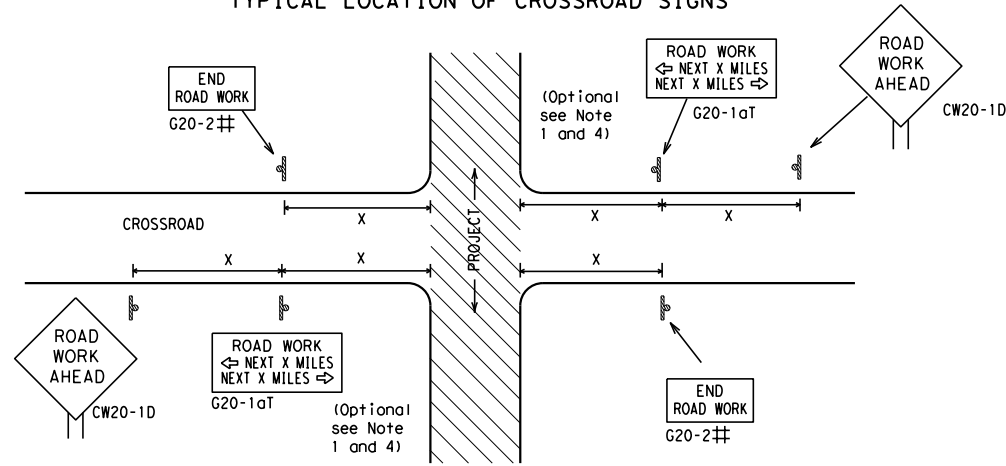 TYPICAL LOCATION OF CROSSROAD SIGNS
END
ROAD WORK
G20-2⌗
(Optional
see Note
1 and 4)
ROAD WORK
⇦ NEXT X MILES
NEXT X MILES ⇨
G20-1aT
ROAD
WORK
AHEAD
CW20-1D
X
X
X
CROSSROAD
PROJECT
X
X
X
ROAD
WORK
AHEAD
CW20-1D
ROAD WORK
⇦ NEXT X MILES
NEXT X MILES ⇨
G20-1aT
(Optional
see Note
1 and 4)
END
ROAD WORK
G20-2⌗